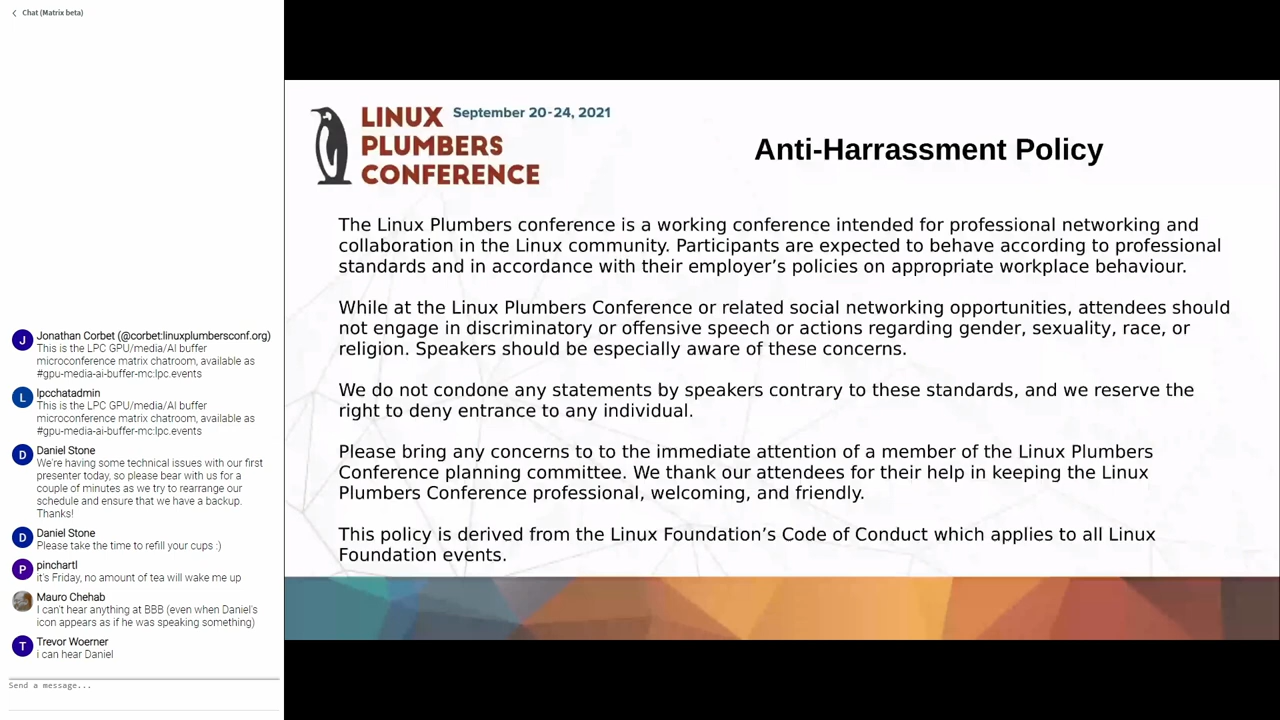 Chat (Matrix beta)
Jonathan Corbet (@corbet:linuxplumbersconf.org)
This is the LPC GPU/media/AI buffer
microconference matrix chatroom, available as
#gpu-media-ai-buffer-mc:lpc.events
lpcchatadmin
This is the LPC GPU/media/AI buffer
microconference matrix chatroom, available as
#gpu-media-ai-buffer-mc:lpc.events
Daniel Stone
We're having some technical issues with our first
presenter today, so please bear with us for a
couple of minutes as we try to rearrange our
schedule and ensure that we have a backup.
Thanks!
Daniel Stone
Please take the time to refill your cups :)
pinchartl
it's Friday, no amount of tea will wake me up
Mauro Chehab
I can't hear anything at BBB (even when Daniel's
icon appears as if he was speaking something)
Trevor Woerner
i can hear Daniel
Send a message...
J
L
D
D
P
T
LINUX September 20-24, 2021
PLUMBERS
CONFERENCE
Anti-Harrassment Policy
The Linux Plumbers conference is a working conference intended for professional networking and
collaboration in the Linux community. Participants are expected to behave according to professional
standards and in accordance with their employer’s policies on appropriate workplace behaviour.
While at the Linux Plumbers Conference or related social networking opportunities, attendees should
not engage in discriminatory or offensive speech or actions regarding gender, sexuality, race, or
religion. Speakers should be especially aware of these concerns.
We do not condone any statements by speakers contrary to these standards, and we reserve the
right to deny entrance to any individual.
Please bring any concerns to to the immediate attention of a member of the Linux Plumbers
Conference planning committee. We thank our attendees for their help in keeping the Linux
Plumbers Conference professional, welcoming, and friendly.
This policy is derived from the Linux Foundation’s Code of Conduct which applies to all Linux
Foundation events.